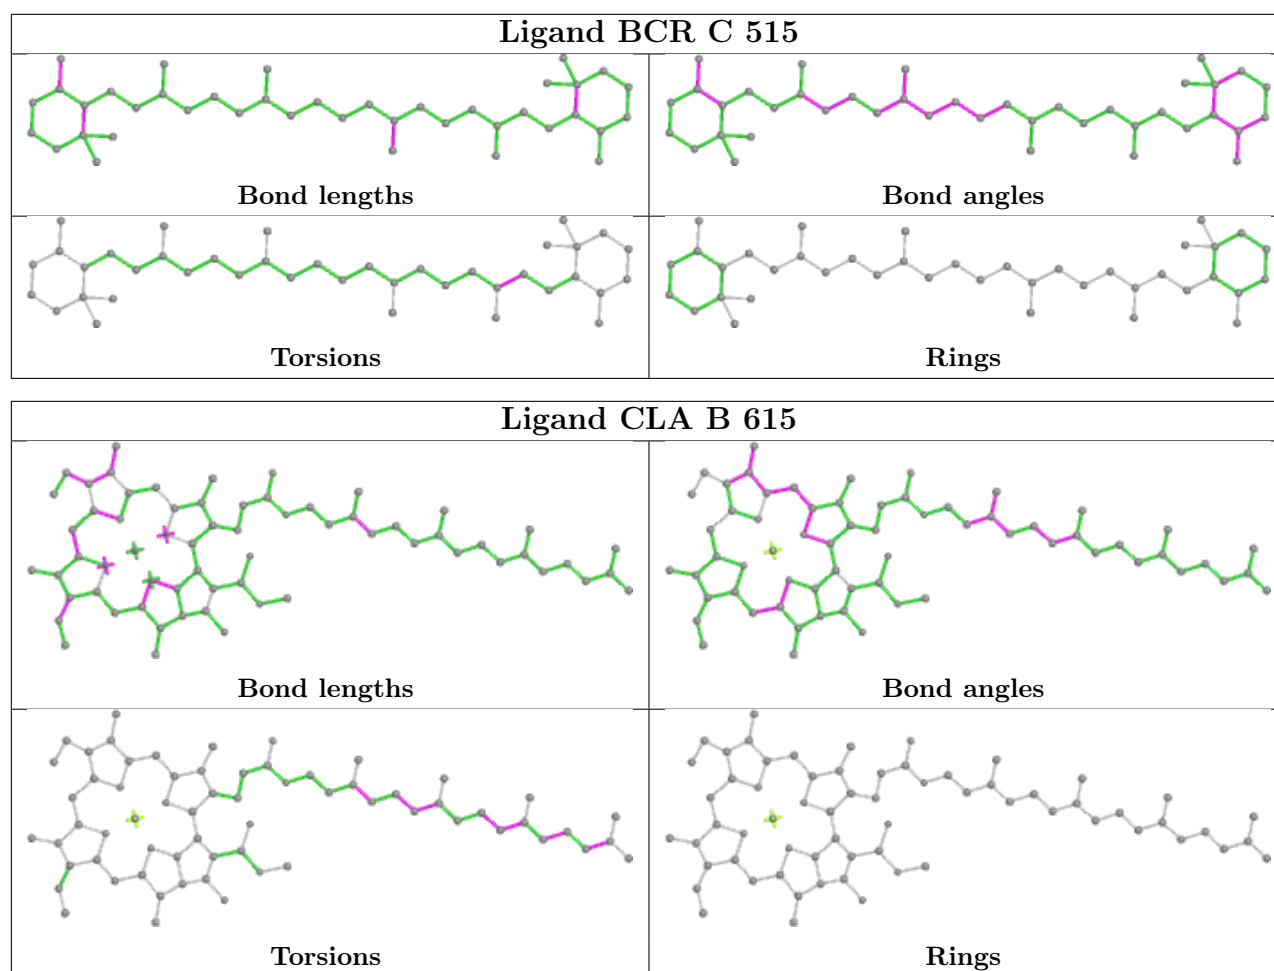 Ligand BCR C 515
Bond lengths
Bond angles
Torsions
Rings
Ligand CLA B 615
Bond lengths
Bond angles
Torsions
Rings